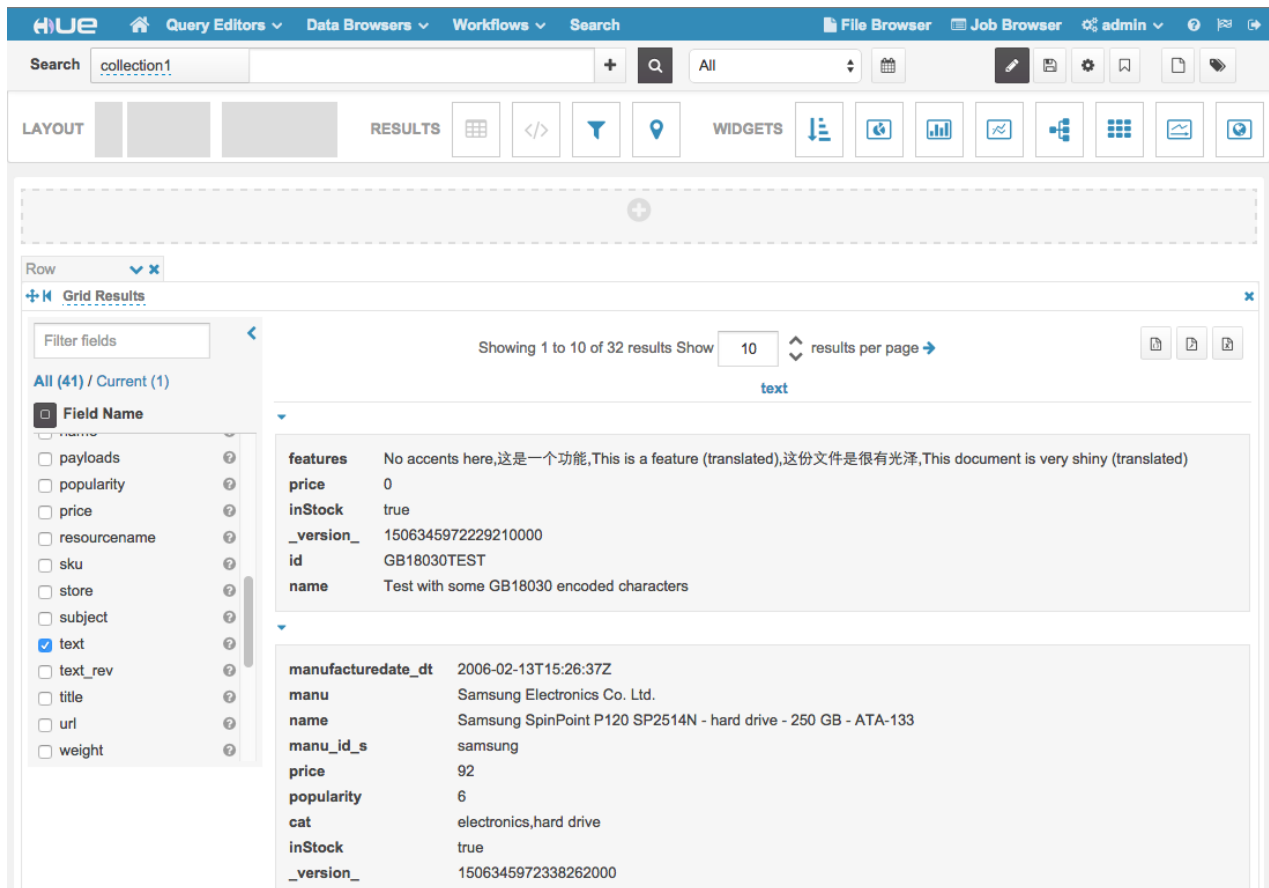 HUE Query Editors Data Browsers Workflows Search File Browser Job Browser admin
Search collection1 All
LAYOUT RESULTS WIDGETS
Row
Grid Results
Filter fields
Showing 1 to 10 of 32 results Show 10 results per page
All (41) / Current (1)
text
Field Name
name
payloads
popularity
price
resourcename
sku
store
subject
text
text_rev
title
url
weight
features No accents here,这是一个功能,This is a feature (translated),这份文件是很有光泽,This document is very shiny (translated)
price 0
inStock true
_version_ 1506345972229210000
id GB18030TEST
name Test with some GB18030 encoded characters
manufacturedate_dt 2006-02-13T15:26:37Z
manu Samsung Electronics Co. Ltd.
name Samsung SpinPoint P120 SP2514N - hard drive - 250 GB - ATA-133
manu_id_s samsung
price 92
popularity 6
cat electronics,hard drive
inStock true
_version_ 1506345972338262000